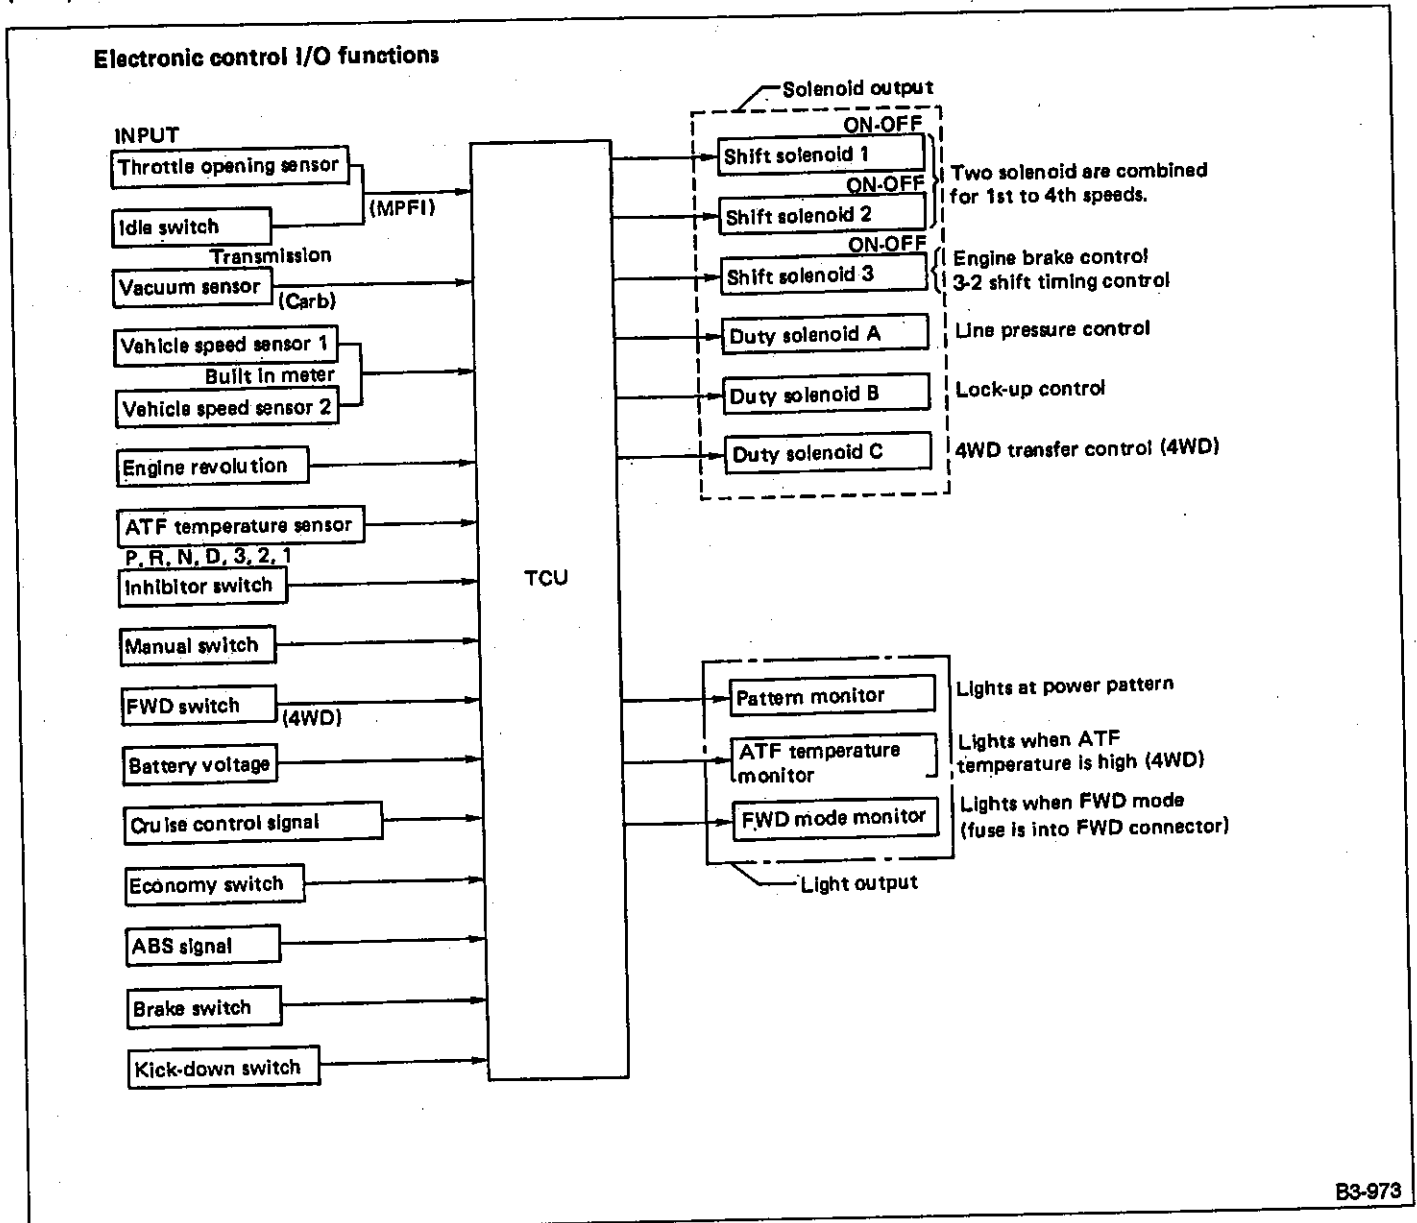 Electronic control I/O functions
INPUT
Throttle opening sensor
(MPFI)
Idle switch
Transmission
Vacuum sensor
(Carb)
Vehicle speed sensor 1
Built in meter
Vehicle speed sensor 2
Engine revolution
ATF temperature sensor
P, R, N, D, 3, 2, 1
Inhibitor switch
Manual switch
FWD switch
(4WD)
Battery voltage
Cruise control signal
Economy switch
ABS signal
Brake switch
Kick-down switch
TCU
Solenoid output
ON-OFF
Shift solenoid 1
ON-OFF
Shift solenoid 2
Two solenoid are combined
for 1st to 4th speeds.
ON-OFF
Shift solenoid 3
Engine brake control
3-2 shift timing control
Duty solenoid A
Line pressure control
Duty solenoid B
Lock-up control
Duty solenoid C
4WD transfer control (4WD)
Pattern monitor
Lights at power pattern
ATF temperature
monitor
Lights when ATF
temperature is high (4WD)
FWD mode monitor
Lights when FWD mode
(fuse is into FWD connector)
Light output
B3-973